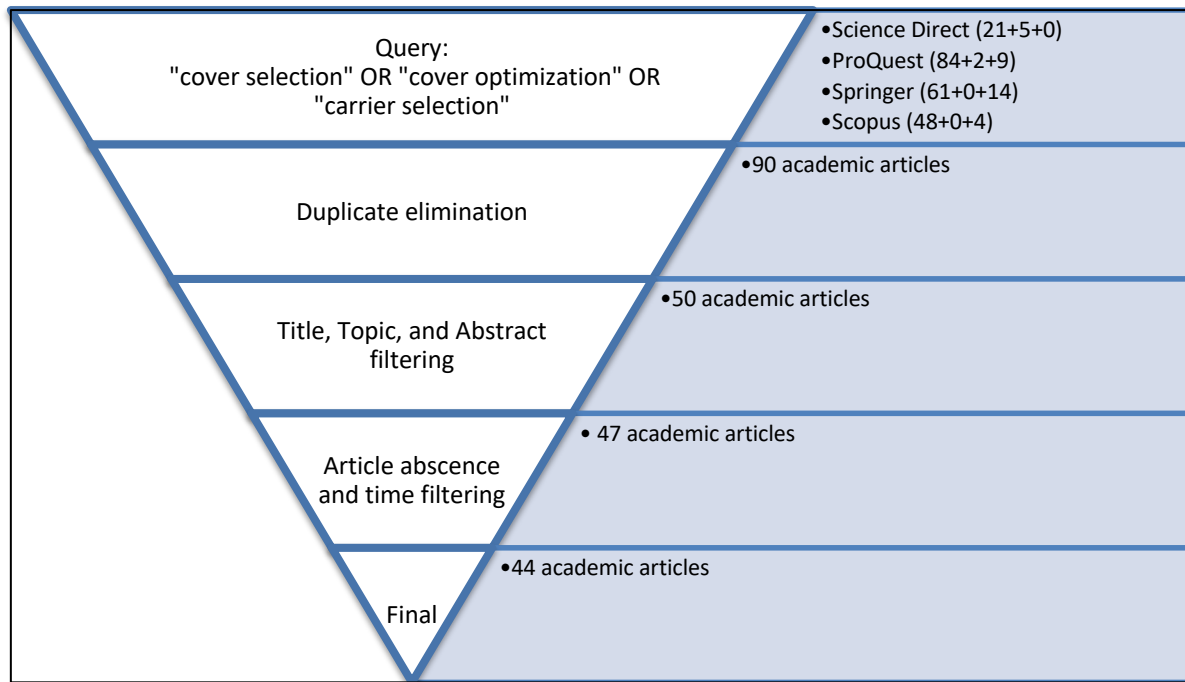 Query:
"cover selection" OR "cover optimization" OR
"carrier selection"
•Science Direct (21+5+0)
•ProQuest (84+2+9)
•Springer (61+0+14)
•Scopus (48+0+4)
Duplicate elimination
•90 academic articles
Title, Topic, and Abstract
filtering
•50 academic articles
Article abscence
and time filtering
• 47 academic articles
Final
•44 academic articles